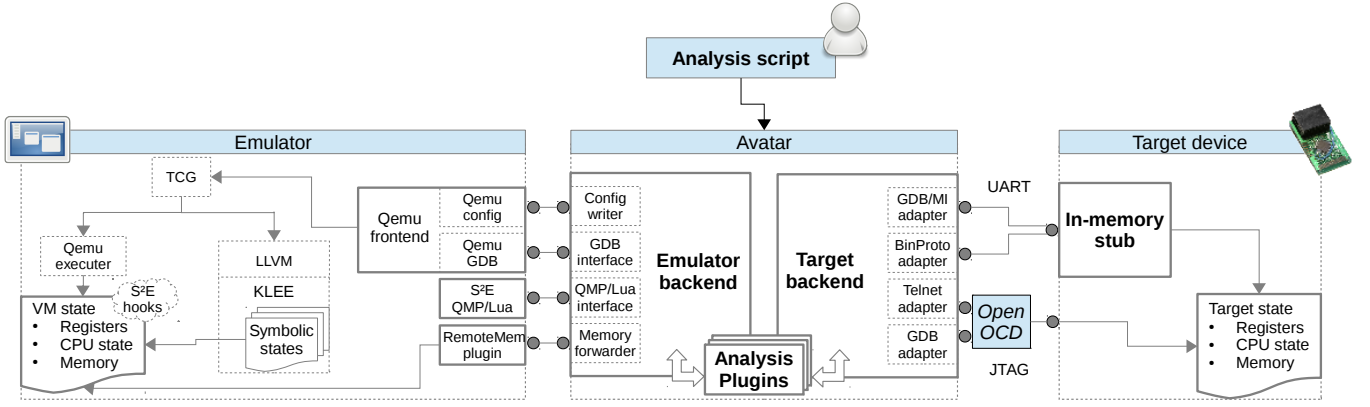 Analysis script
Emulator
Avatar
Target device
TCG
Qemu
executer
LLVM
KLEE
S²E
hooks
VM state
• Registers
• CPU state
• Memory
Symbolic
states
Qemu
frontend
Qemu
config
Qemu
GDB
S²E
QMP/Lua
RemoteMem
plugin
Config
writer
GDB
interface
QMP/Lua
interface
Memory
forwarder
Emulator
backend
Target
backend
Analysis
Plugins
GDB/MI
adapter
BinProto
adapter
Telnet
adapter
GDB
adapter
UART
Open
OCD
JTAG
In-memory
stub
Target state
• Registers
• CPU state
• Memory